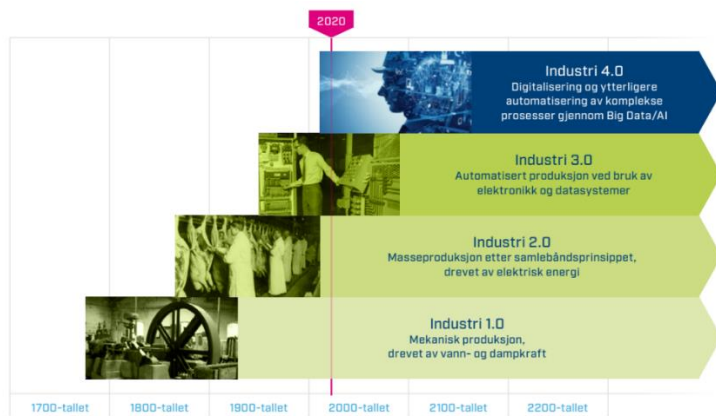 2020
Industri 4.0
Digitalisering og ytterligere
automatisering av komplekse
prosesser gjennom Big Data/AI
Industri 3.0
Automatisert produksjon ved bruk av
elektronikk og datasystemer
Industri 2.0
Masseproduksjon etter samlebåndsprinsippet,
drevet av elektrisk energi
Industri 1.0
Mekanisk produksjon,
drevet av vann- og dampkraft
1700-tallet 1800-tallet 1900-tallet 2000-tallet 2100-tallet 2200-tallet